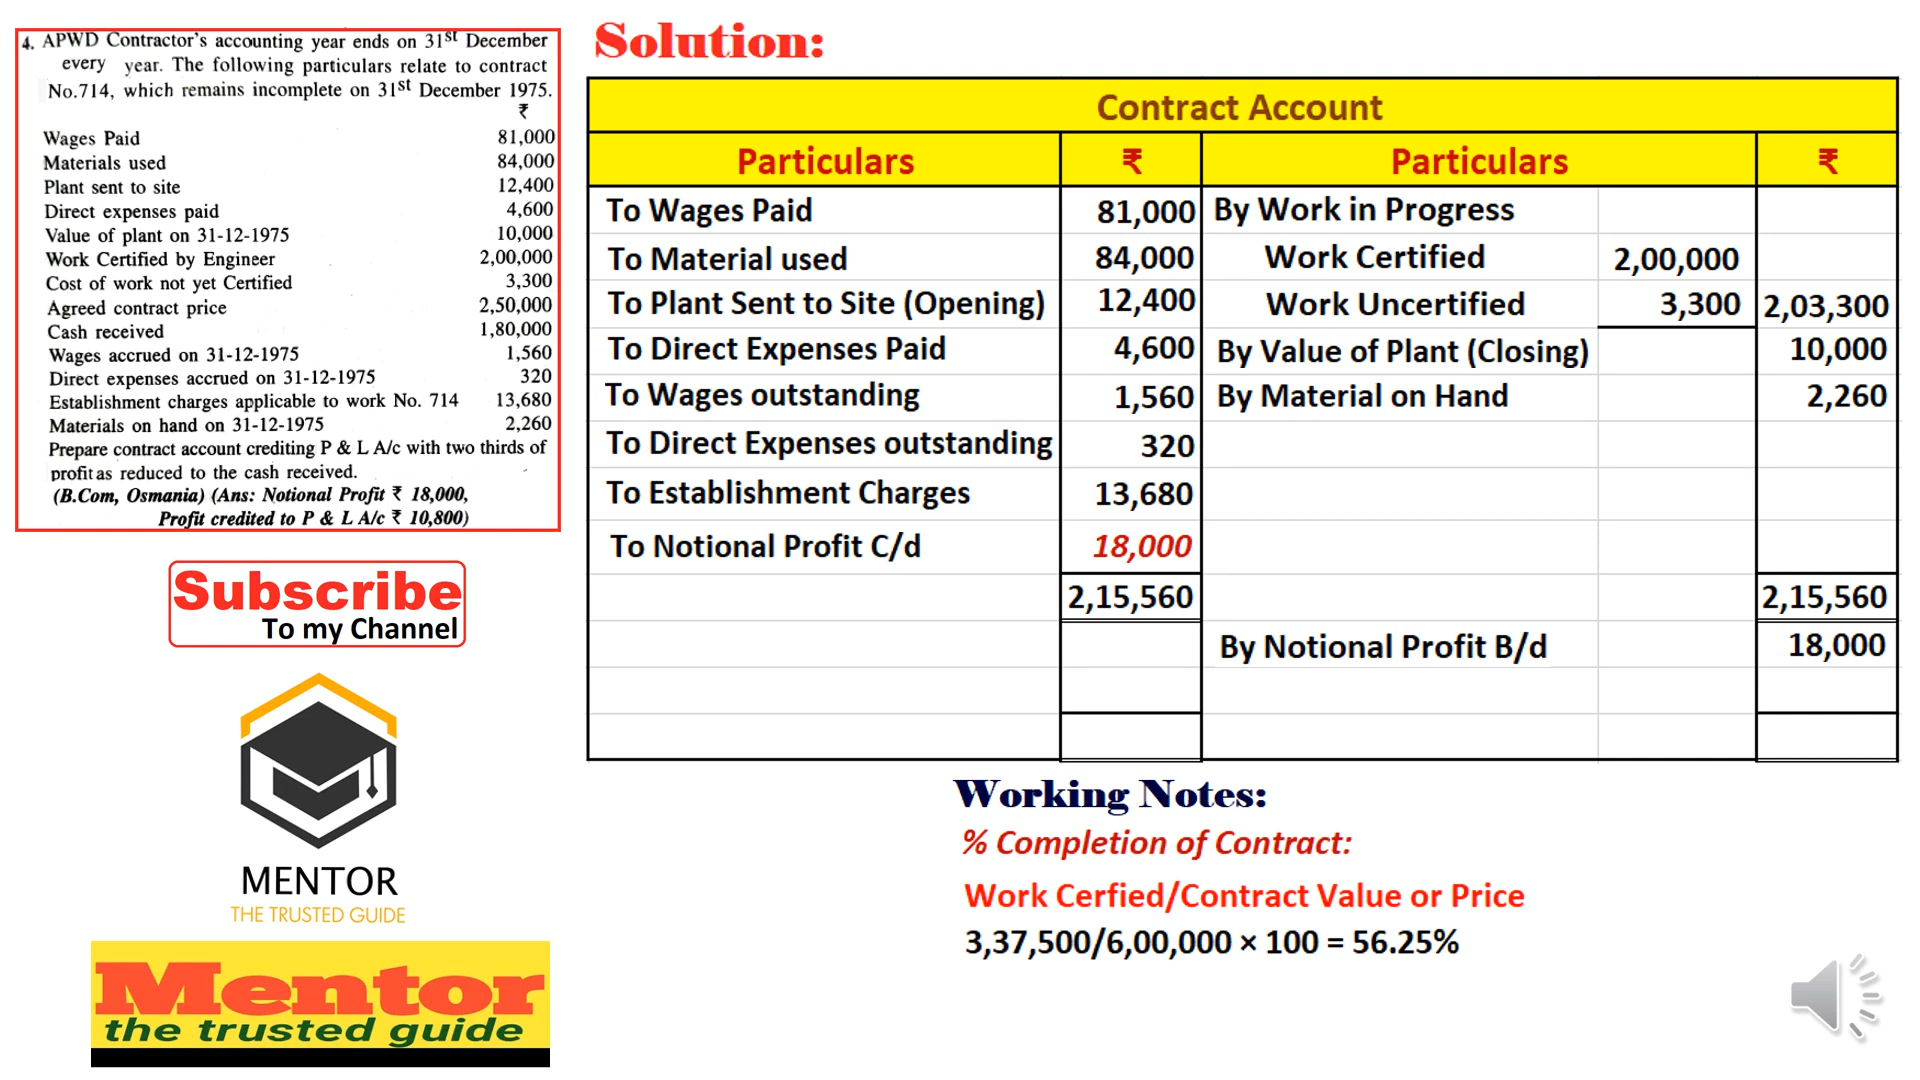 4. APWD Contractor's accounting year ends on 31st December
every year. The following particulars relate to contract
No.714, which remains incomplete on 31st December 1975.
₹
Wages Paid 81,000
Materials used 84,000
Plant sent to site 12,400
Direct expenses paid 4,600
Value of plant on 31-12-1975 10,000
Work Certified by Engineer 2,00,000
Cost of work not yet Certified 3,300
Agreed contract price 2,50,000
Cash received 1,80,000
Wages accrued on 31-12-1975 1,560
Direct expenses accrued on 31-12-1975 320
Establishment charges applicable to work No. 714 13,680
Materials on hand on 31-12-1975 2,260
Prepare contract account crediting P & L A/c with two thirds of
profit as reduced to the cash received.
(B.Com, Osmania) (Ans: Notional Profit ₹ 18,000,
Profit credited to P & L A/c ₹ 10,800)
Subscribe
To my Channel
MENTOR
THE TRUSTED GUIDE
Mentor
the trusted guide
Solution:
Contract Account
Particulars ₹ Particulars ₹
To Wages Paid 81,000 By Work in Progress
To Material used 84,000 Work Certified 2,00,000
To Plant Sent to Site (Opening) 12,400 Work Uncertified 3,300 2,03,300
To Direct Expenses Paid 4,600 By Value of Plant (Closing) 10,000
To Wages outstanding 1,560 By Material on Hand 2,260
To Direct Expenses outstanding 320
To Establishment Charges 13,680
To Notional Profit C/d 18,000
2,15,560 2,15,560
By Notional Profit B/d 18,000
Working Notes:
% Completion of Contract:
Work Cerfied/Contract Value or Price
3,37,500/6,00,000 × 100 = 56.25%